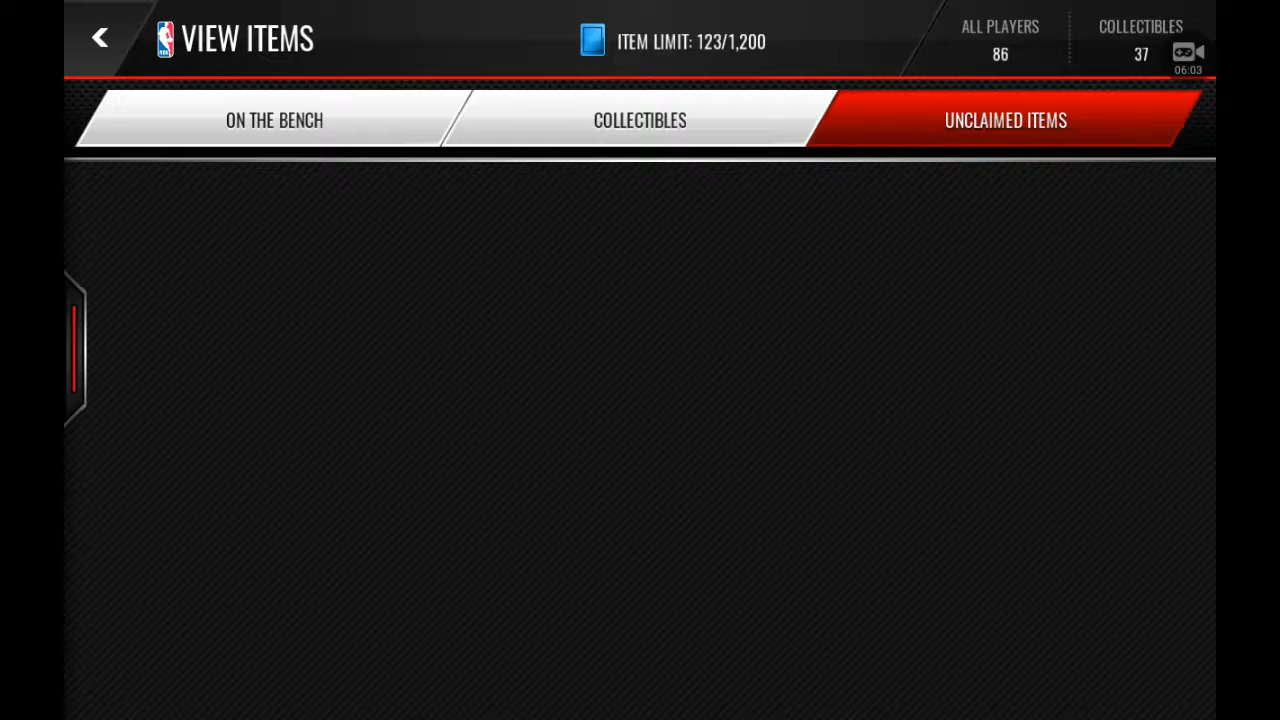 VIEW ITEMS
ITEM LIMIT: 123/1,200
ALL PLAYERS
86
COLLECTIBLES
37
06:03
ON THE BENCH
COLLECTIBLES
UNCLAIMED ITEMS